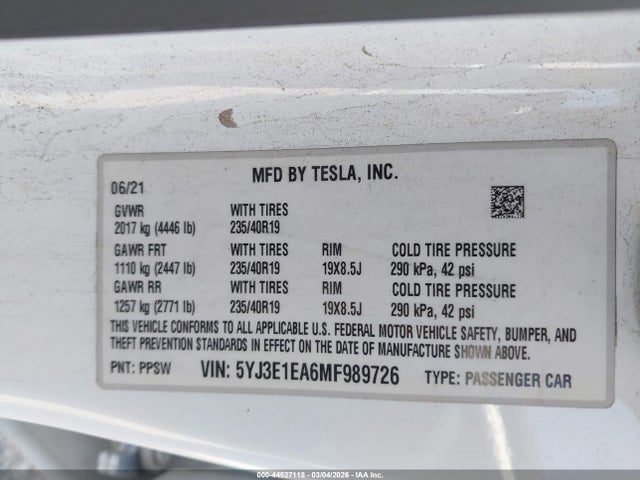 MFD BY TESLA, INC.
06/21
GVWR WITH TIRES
2017 kg (4446 lb) 235/40R19
GAWR FRT WITH TIRES RIM COLD TIRE PRESSURE
1110 kg (2447 lb) 235/40R19 19X8.5J 290 kPa, 42 psi
GAWR RR WITH TIRES RIM COLD TIRE PRESSURE
1257 kg (2771 lb) 235/40R19 19X8.5J 290 kPa, 42 psi
THIS VEHICLE CONFORMS TO ALL APPLICABLE U.S. FEDERAL MOTOR VEHICLE SAFETY, BUMPER, AND
THEFT PREVENTION STANDARDS IN EFFECT ON THE DATE OF MANUFACTURE SHOWN ABOVE.
PNT: PPSW VIN: 5YJ3E1EA6MF989726 TYPE: PASSENGER CAR
000-44527118 - 03/04/2026 - IAA, Inc.